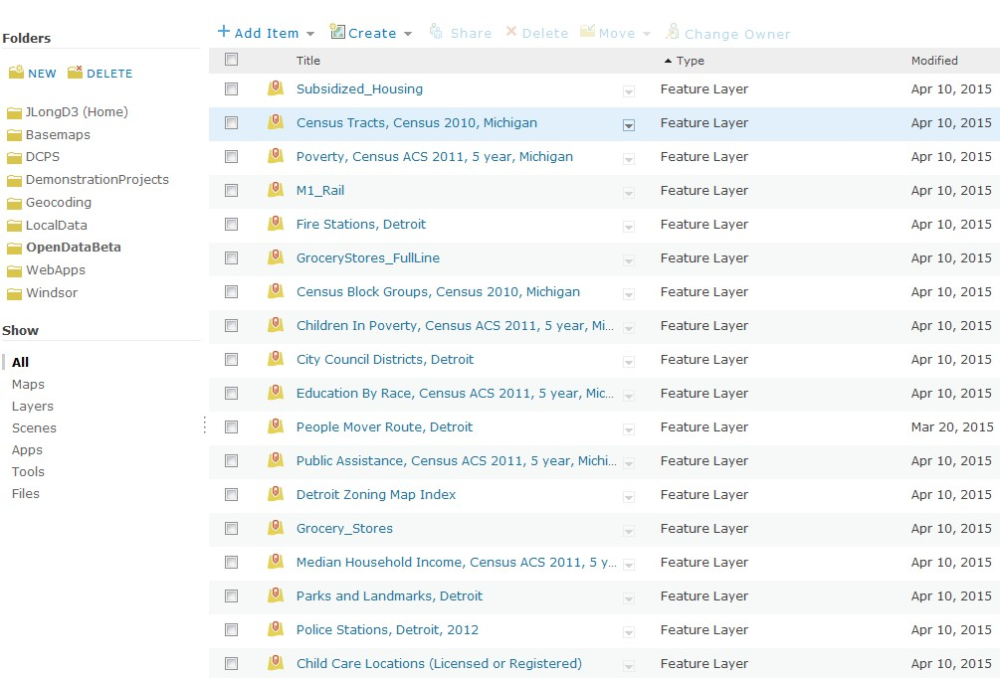 Folders
NEW DELETE
JLongD3 (Home)
Basemaps
DCPS
DemonstrationProjects
Geocoding
LocalData
OpenDataBeta
WebApps
Windsor
Show
All
Maps
Layers
Scenes
Apps
Tools
Files
Add Item Create Share Delete Move Change Owner
Title Type Modified
Subsidized_Housing Feature Layer Apr 10, 2015
Census Tracts, Census 2010, Michigan Feature Layer Apr 10, 2015
Poverty, Census ACS 2011, 5 year, Michigan Feature Layer Apr 10, 2015
M1_Rail Feature Layer Apr 10, 2015
Fire Stations, Detroit Feature Layer Apr 10, 2015
GroceryStores_FullLine Feature Layer Apr 10, 2015
Census Block Groups, Census 2010, Michigan Feature Layer Apr 10, 2015
Children In Poverty, Census ACS 2011, 5 year, Mi... Feature Layer Apr 10, 2015
City Council Districts, Detroit Feature Layer Apr 10, 2015
Education By Race, Census ACS 2011, 5 year, Mic... Feature Layer Apr 10, 2015
People Mover Route, Detroit Feature Layer Mar 20, 2015
Public Assistance, Census ACS 2011, 5 year, Michi... Feature Layer Apr 10, 2015
Detroit Zoning Map Index Feature Layer Apr 10, 2015
Grocery_Stores Feature Layer Apr 10, 2015
Median Household Income, Census ACS 2011, 5 y... Feature Layer Apr 10, 2015
Parks and Landmarks, Detroit Feature Layer Apr 10, 2015
Police Stations, Detroit, 2012 Feature Layer Apr 10, 2015
Child Care Locations (Licensed or Registered) Feature Layer Apr 10, 2015